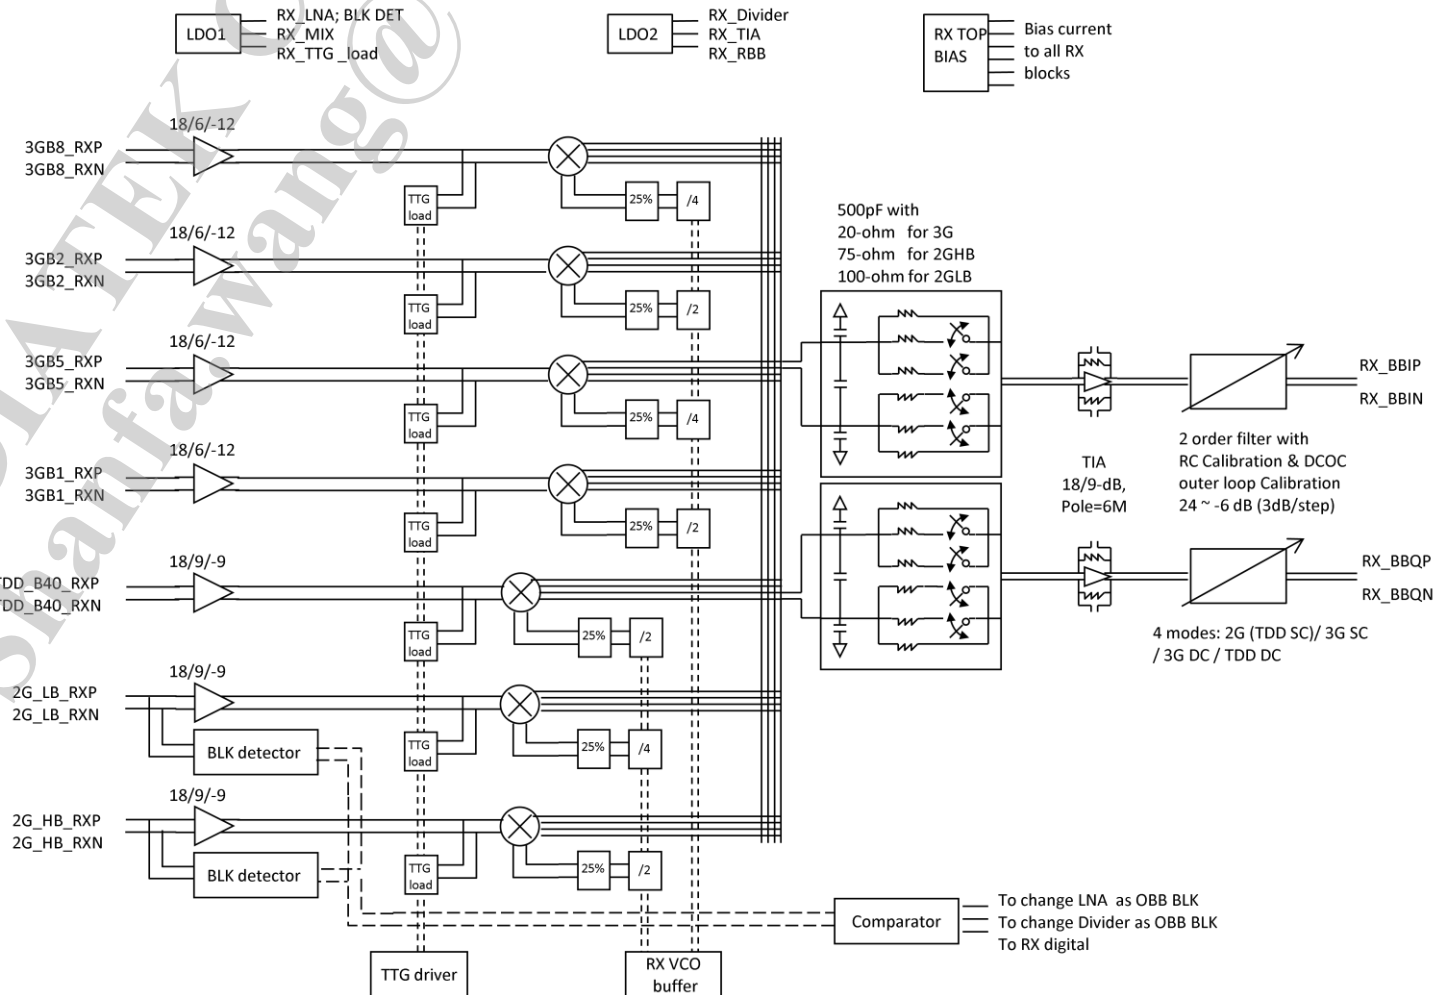 LDO1
RX_LNA; BLK DET
RX_MIX
RX_TTG _load
LDO2
RX_Divider
RX_TIA
RX_RBB
RX TOP
BIAS
Bias current
to all RX
blocks
18/6/-12
3GB8_RXP
3GB8_RXN
TTG
load
25%
/4
18/6/-12
3GB2_RXP
3GB2_RXN
TTG
load
25%
/2
18/6/-12
3GB5_RXP
3GB5_RXN
TTG
load
25%
/4
18/6/-12
3GB1_RXP
3GB1_RXN
TTG
load
25%
/2
18/9/-9
TDD_B40_RXP
TDD_B40_RXN
TTG
load
25%
/2
18/9/-9
2G_LB_RXP
2G_LB_RXN
BLK detector
TTG
load
25%
/4
18/9/-9
2G_HB_RXP
2G_HB_RXN
BLK detector
TTG
load
25%
/2
TTG driver
RX VCO
buffer
500pF with
20-ohm for 3G
75-ohm for 2GHB
100-ohm for 2GLB
TIA
18/9-dB,
Pole=6M
2 order filter with
RC Calibration & DCOC
outer loop Calibration
24 ~ -6 dB (3dB/step)
RX_BBIP
RX_BBIN
RX_BBQP
RX_BBQN
4 modes: 2G (TDD SC)/ 3G SC
/ 3G DC / TDD DC
Comparator
To change LNA as OBB BLK
To change Divider as OBB BLK
To RX digital